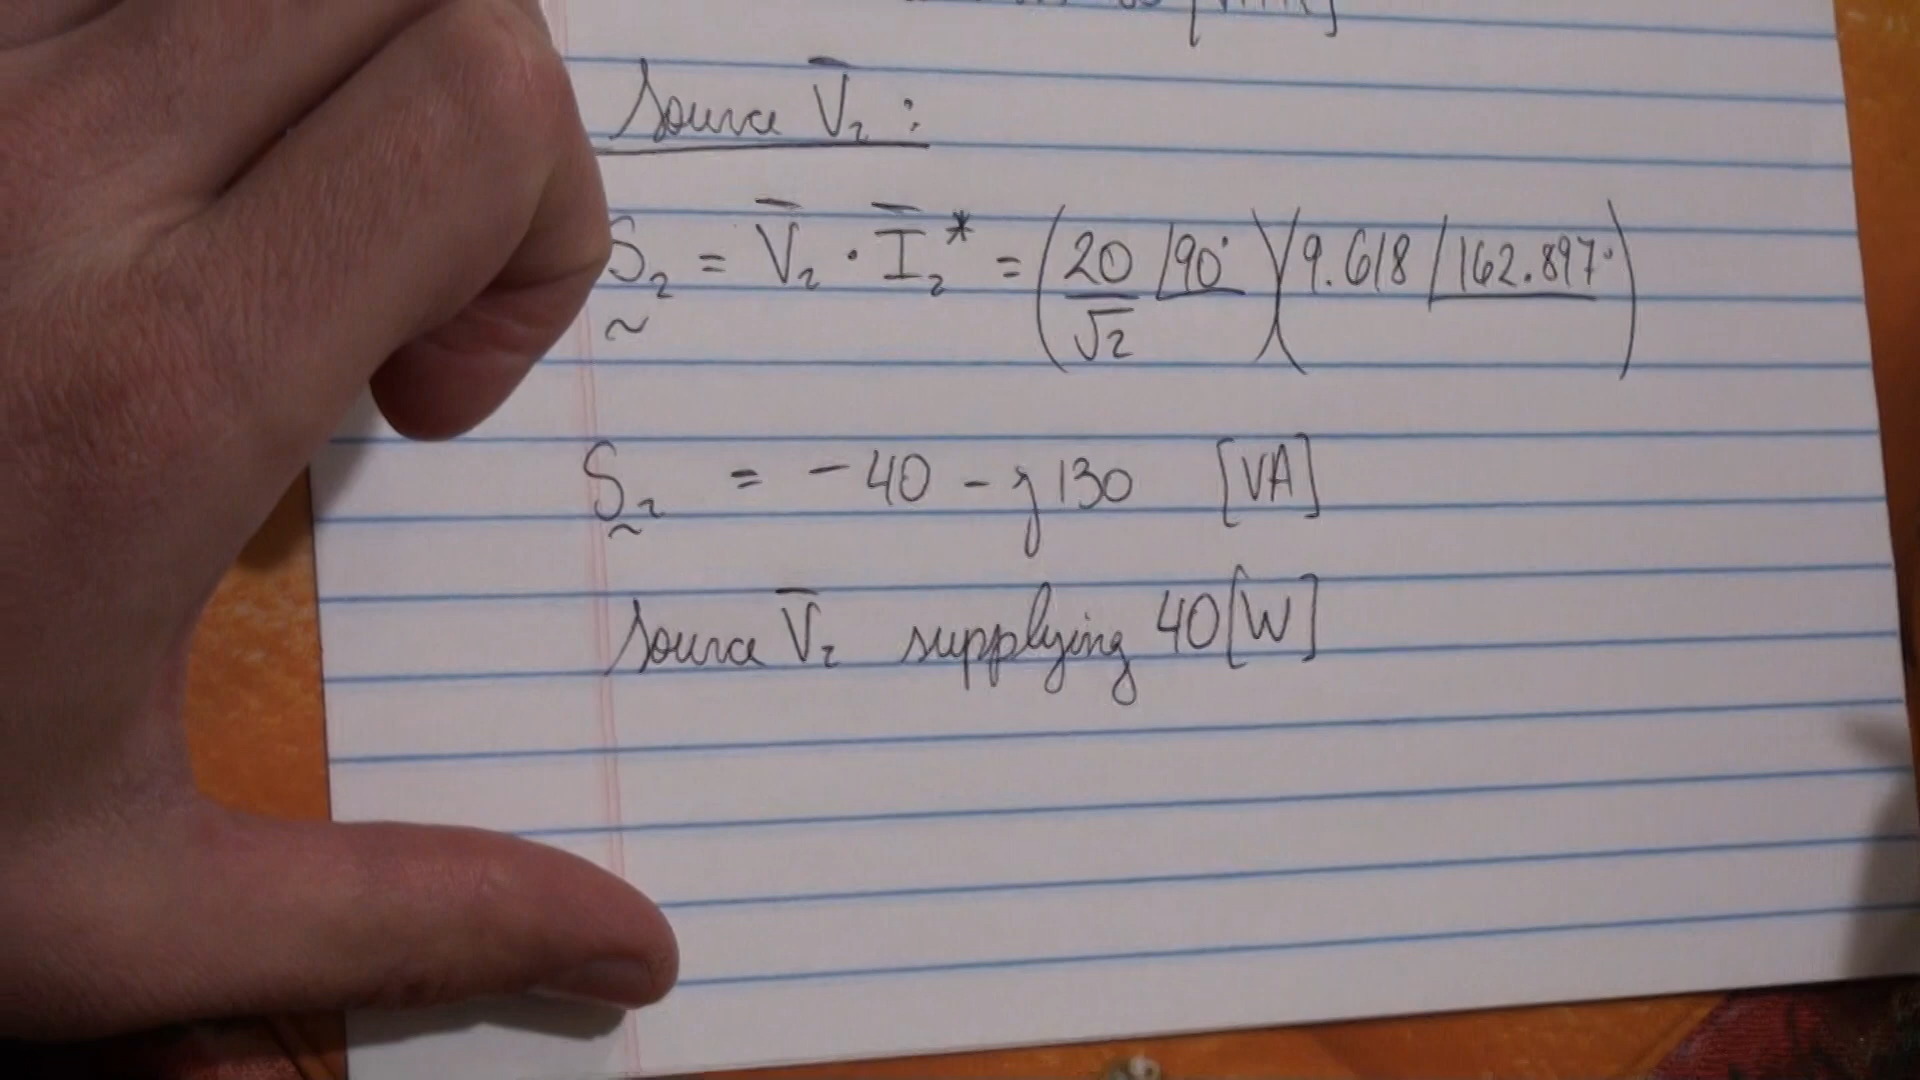 Source V̅₂ :
S₂ = V̅₂ · I̅₂* = (20/√2 ∠90°)(9.618 ∠162.897°)
S₂ = -40 - j130 [VA]
Source V̅₂ supplying 40[W]